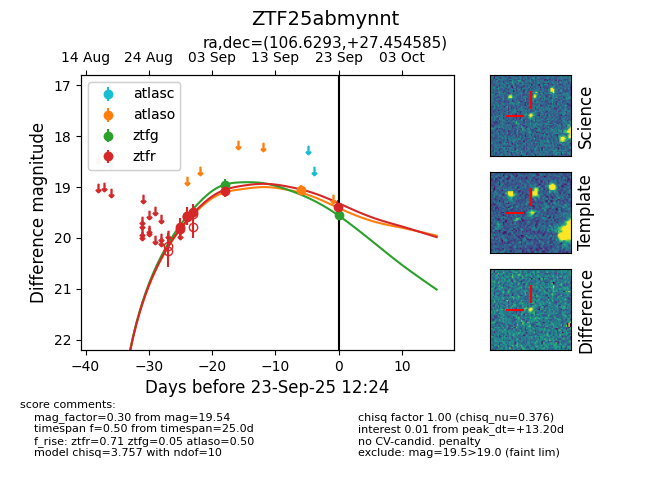 ZTF25abmynnt
ra,dec=(106.6293,+27.454585)
14 Aug 24 Aug 03 Sep 13 Sep 23 Sep 03 Oct
17
18
19
20
21
22
Difference magnitude
atlasc
atlaso
ztfg
ztfr
−40 −30 −20 −10 0 10
Days before 23-Sep-25 12:24
Science
Template
Difference
score comments:
mag_factor=0.30 from mag=19.54
timespan f=0.50 from timespan=25.0d
f_rise: ztfr=0.71 ztfg=0.05 atlaso=0.50
model chisq=3.757 with ndof=10
chisq factor 1.00 (chisq_nu=0.376)
interest 0.01 from peak_dt=+13.20d
no CV-candid. penalty
exclude: mag=19.5>19.0 (faint lim)